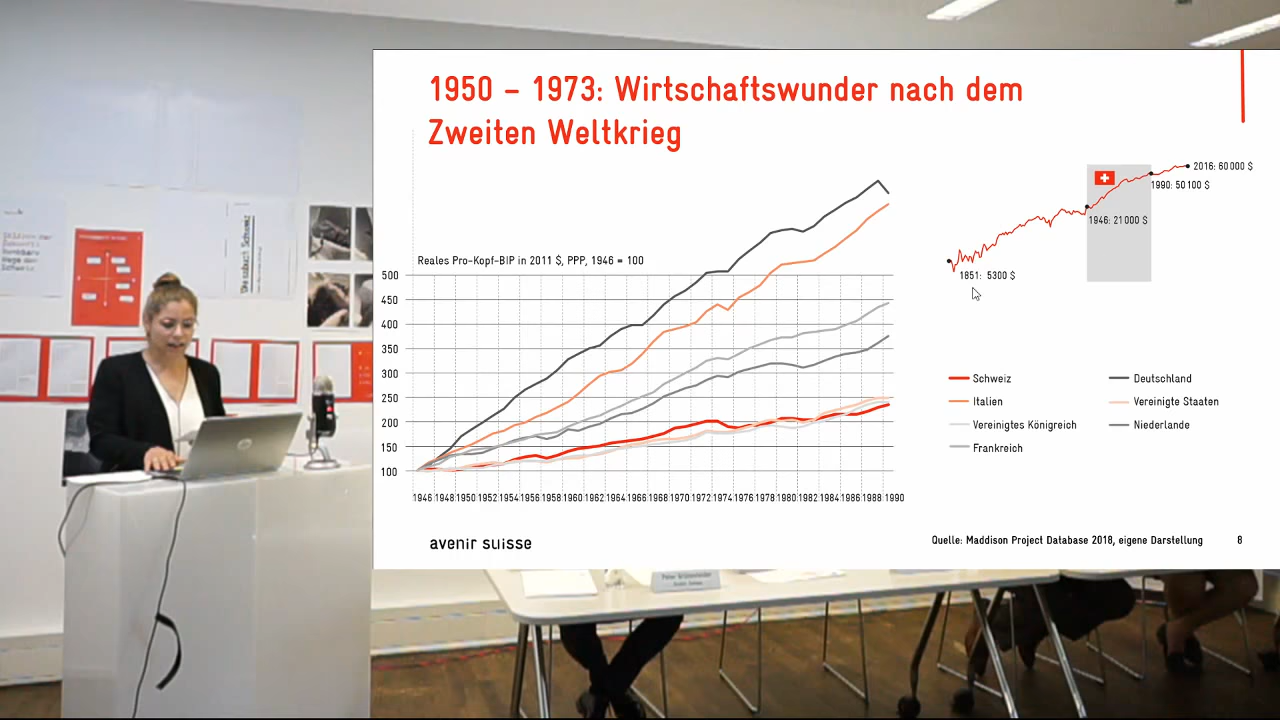 1950 – 1973: Wirtschaftswunder nach dem
Zweiten Weltkrieg
Reales Pro-Kopf-BIP in 2011 $, PPP, 1946 = 100
500
450
400
350
300
250
200
150
100
1946 1948 1950 1952 1954 1956 1958 1960 1962 1964 1966 1968 1970 1972 1974 1976 1978 1980 1982 1984 1986 1988 1990
2016: 60 000 $
1990: 50 100 $
1946: 21 000 $
1851: 5300 $
Schweiz
Deutschland
Italien
Vereinigte Staaten
Vereinigtes Königreich
Niederlande
Frankreich
avenir suisse
Quelle: Maddison Project Database 2018, eigene Darstellung
8